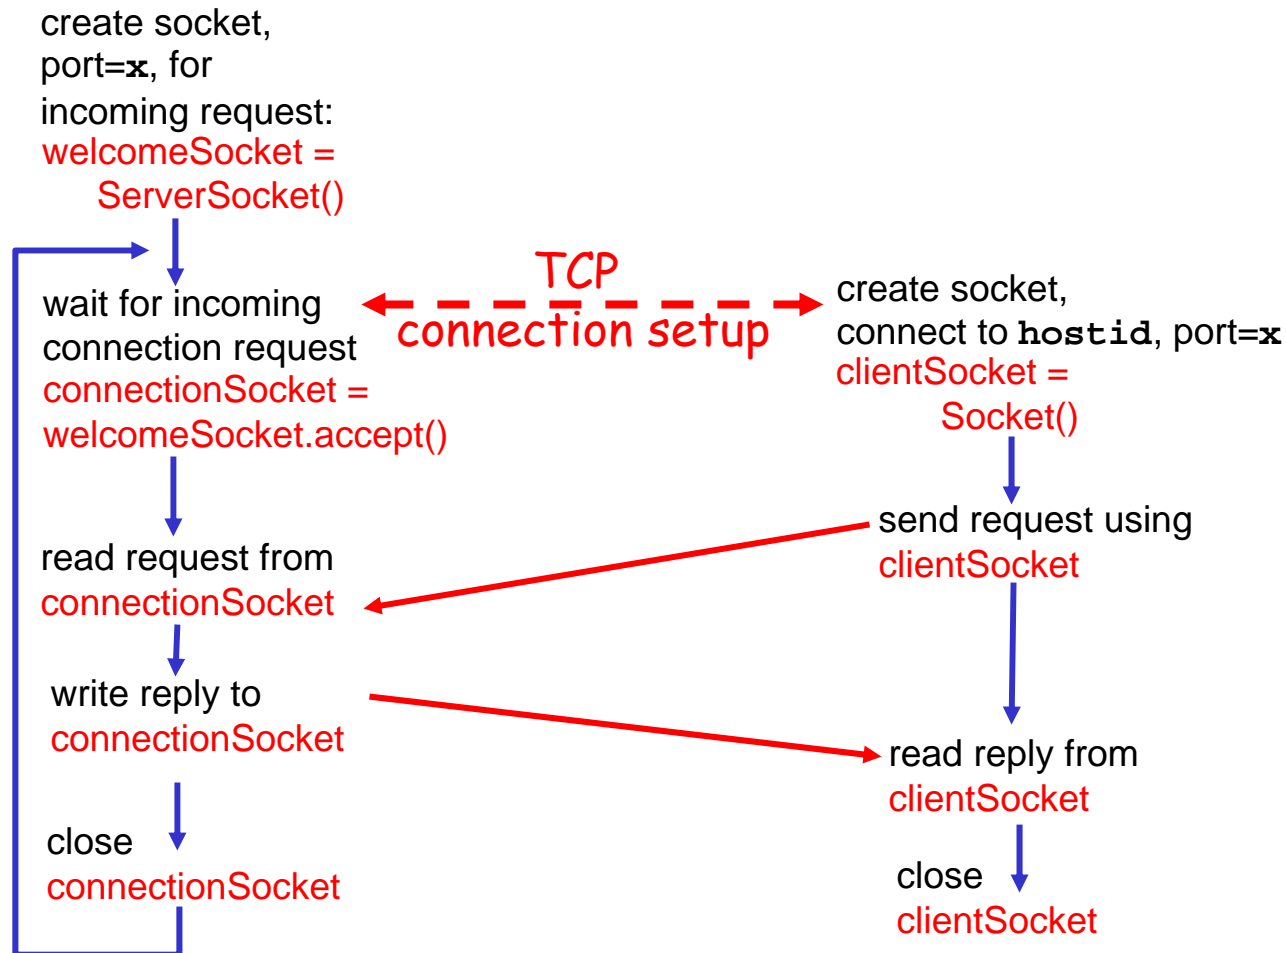 create socket,
port=x, for
incoming request:
welcomeSocket =
ServerSocket()
wait for incoming
connection request
connectionSocket =
welcomeSocket.accept()
TCP
connection setup
create socket,
connect to hostid, port=x
clientSocket =
Socket()
read request from
connectionSocket
send request using
clientSocket
write reply to
connectionSocket
read reply from
clientSocket
close
connectionSocket
close
clientSocket